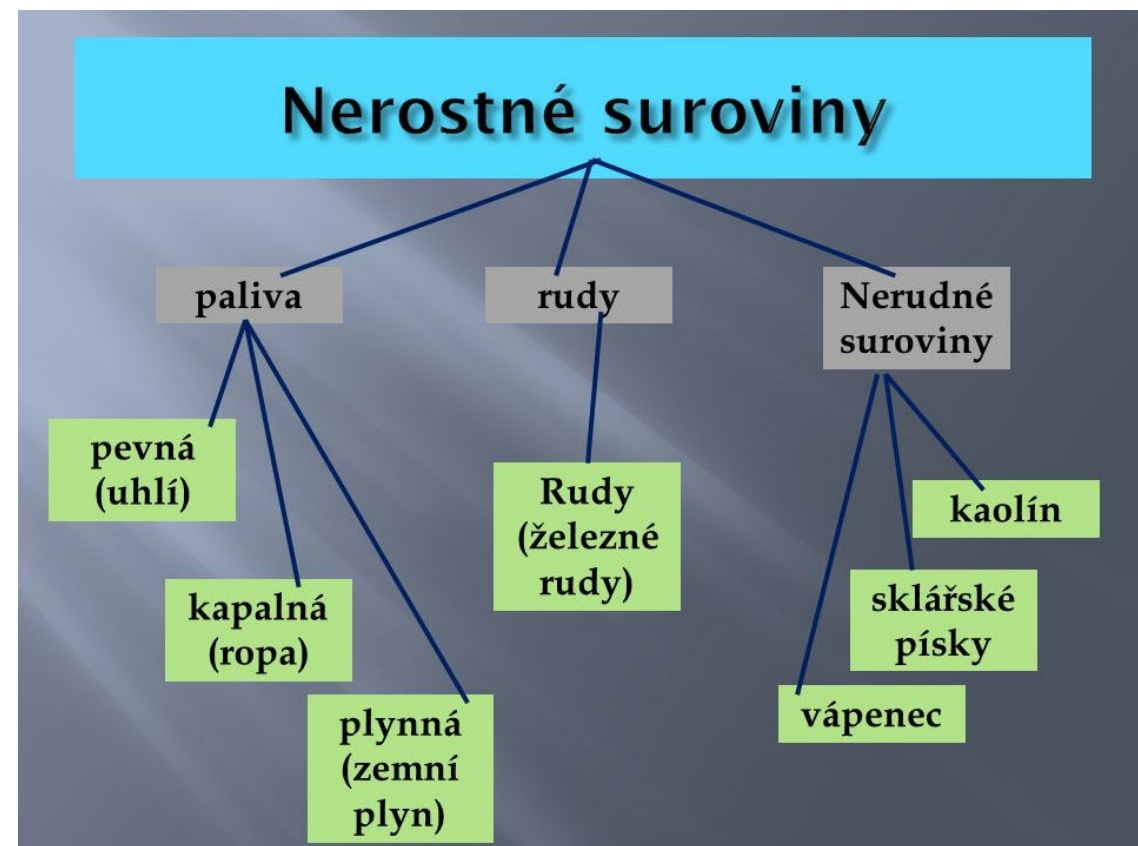 Nerostné suroviny
paliva
rudy
Nerudné
suroviny
pevná
(uhlí)
kapalná
(ropa)
plynná
(zemní
plyn)
Rudy
(železné
rudy)
kaolín
sklářské
písky
vápenec